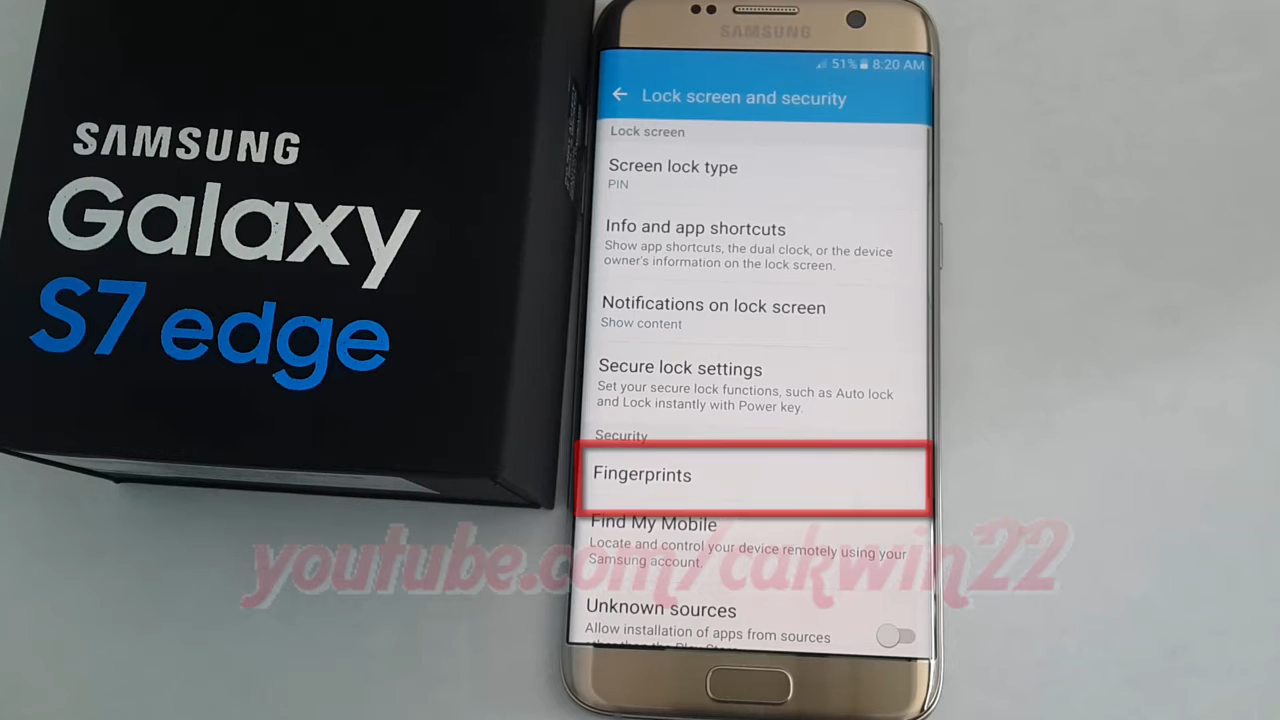 SAMSUNG
Galaxy
S7 edge
SAMSUNG
51% 8:20 AM
Lock screen and security
Lock screen
Screen lock type
PIN
Info and app shortcuts
Show app shortcuts, the dual clock, or the device
owner's information on the lock screen.
Notifications on lock screen
Show content
Secure lock settings
Set your secure lock functions, such as Auto lock
and Lock instantly with Power key.
Security
Fingerprints
Find My Mobile
Locate and control your device remotely using your
Samsung account.
youtube.com/cakwin22
Unknown sources
Allow installation of apps from sources